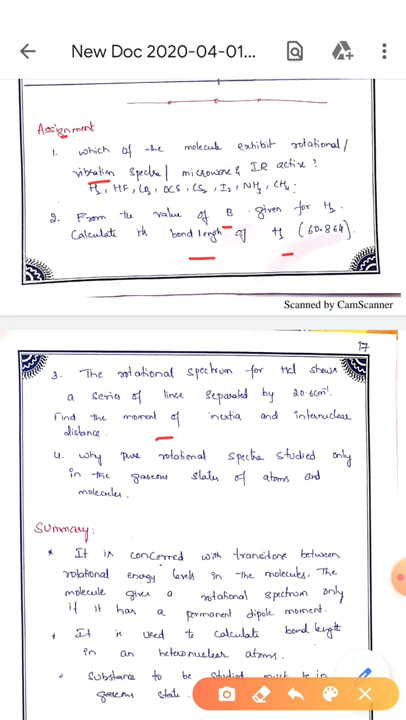 New Doc 2020-04-01...
Assignment
1. Which of the molecule exhibit rotational/
vibration spectra / microwave & IR active?
H2, HF, CO2, OCS, CS2, I2, NH3, CH4:
2. From the value of B given for H2.
Calculate th bond length of H2 (60.864).
Scanned by CamScanner
17
3. The rotational spectrum for Hcl shows
a series of lines separated by 20.6cm-1.
Find the moment of inertia and internuclear
distance.
4. Why pure rotational spectra studied only
in the gaseous states of atoms and
molecules.
Summary:
* It is concerned with transitions between
rotational energy levels in the molecules. The
molecule gives a rotational spectrum only
if it has a permanent dipole moment.
* It is used to calculate bond length
in an heteronuclear atoms.
Substance to be studied must be in
gaseous state.